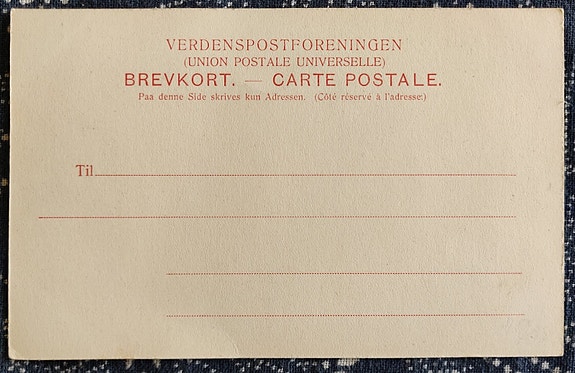 VERDENSPOSTFORENINGEN
(UNION POSTALE UNIVERSELLE)
BREVKORT. — CARTE POSTALE.
Paa denne Side skrives kun Adressen. (Côté réservé à l'adresse:)
Til